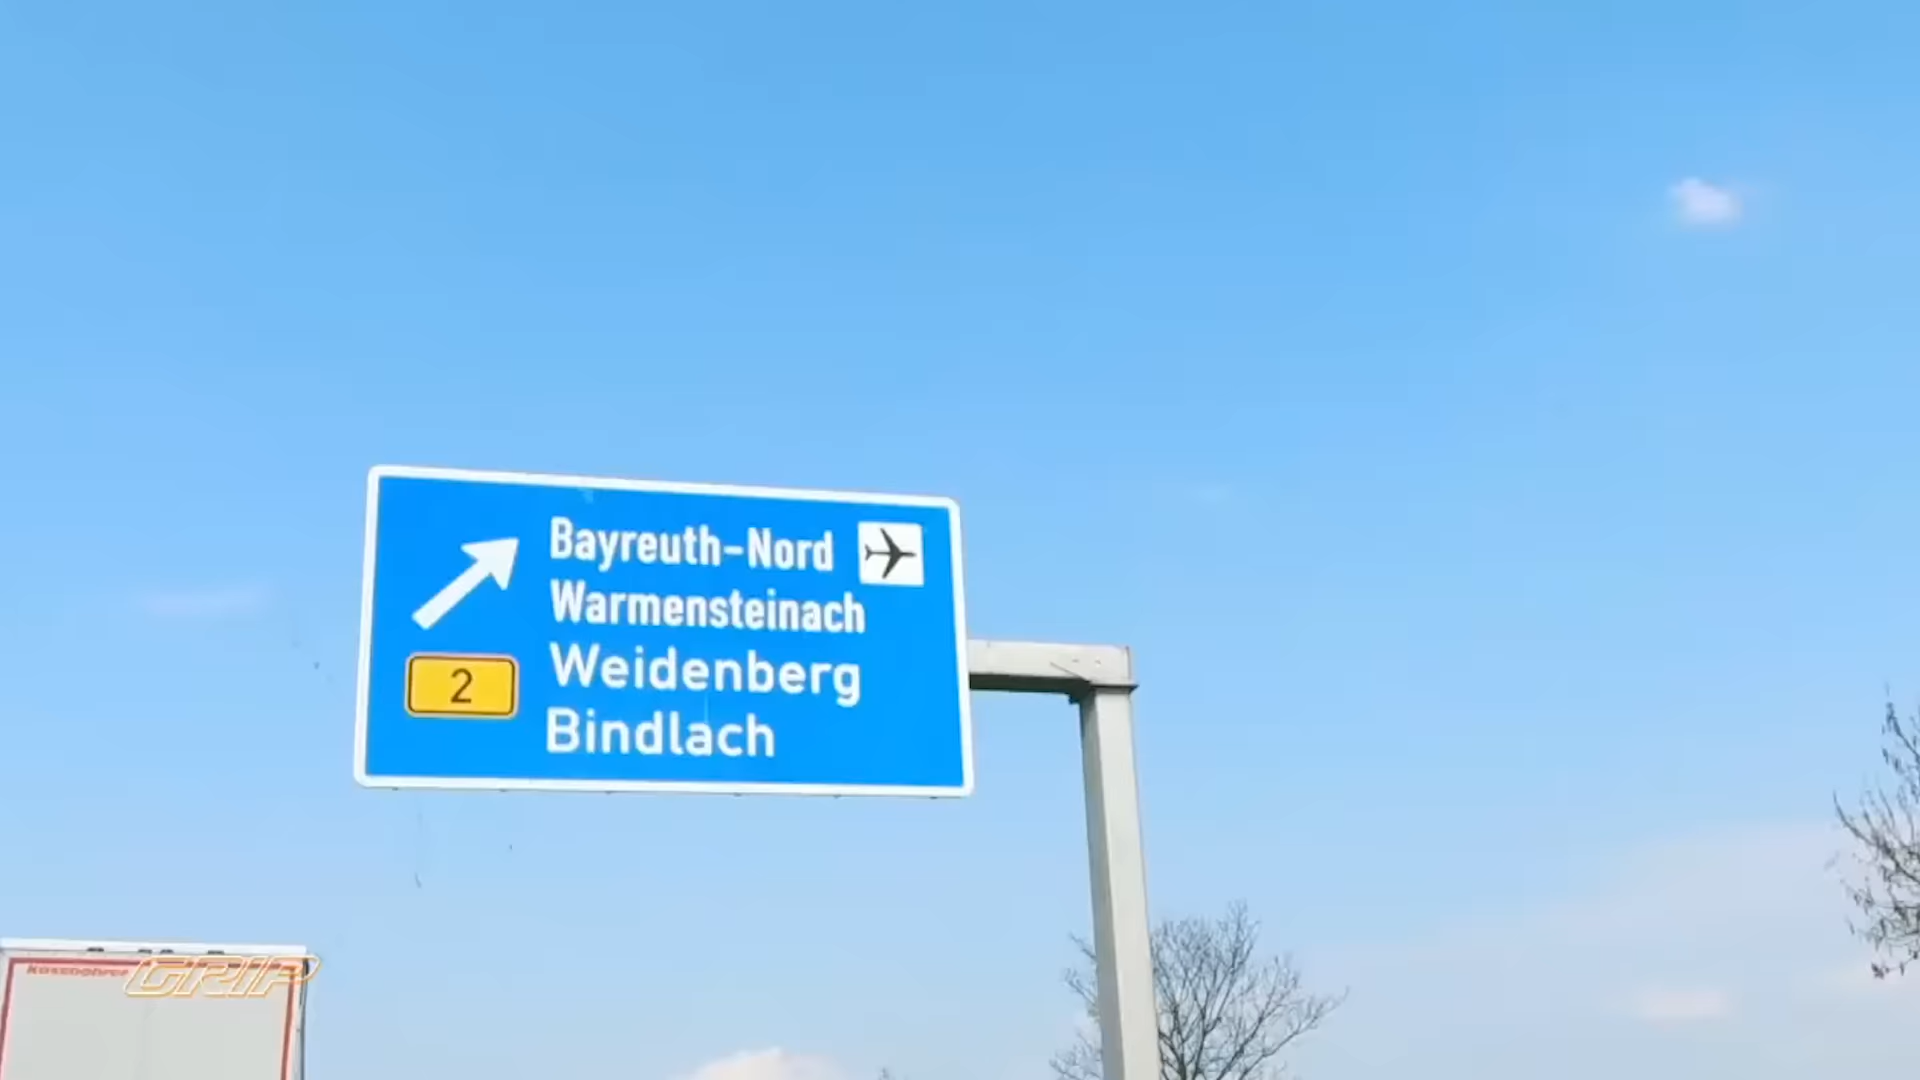 Bayreuth-Nord
Warmensteinach
Weidenberg
2
Bindlach
GRIP